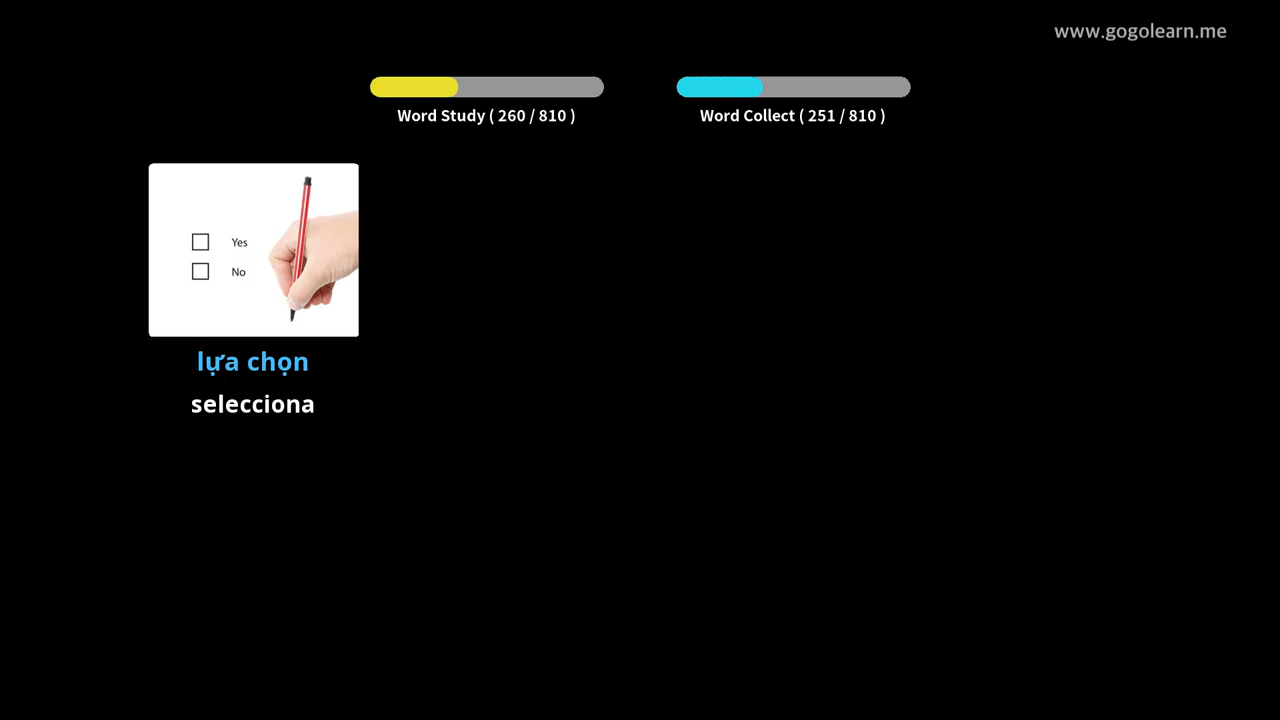 www.gogolearn.me
Word Study ( 260 / 810 )
Word Collect ( 251 / 810 )
Yes
No
lựa chọn
selecciona